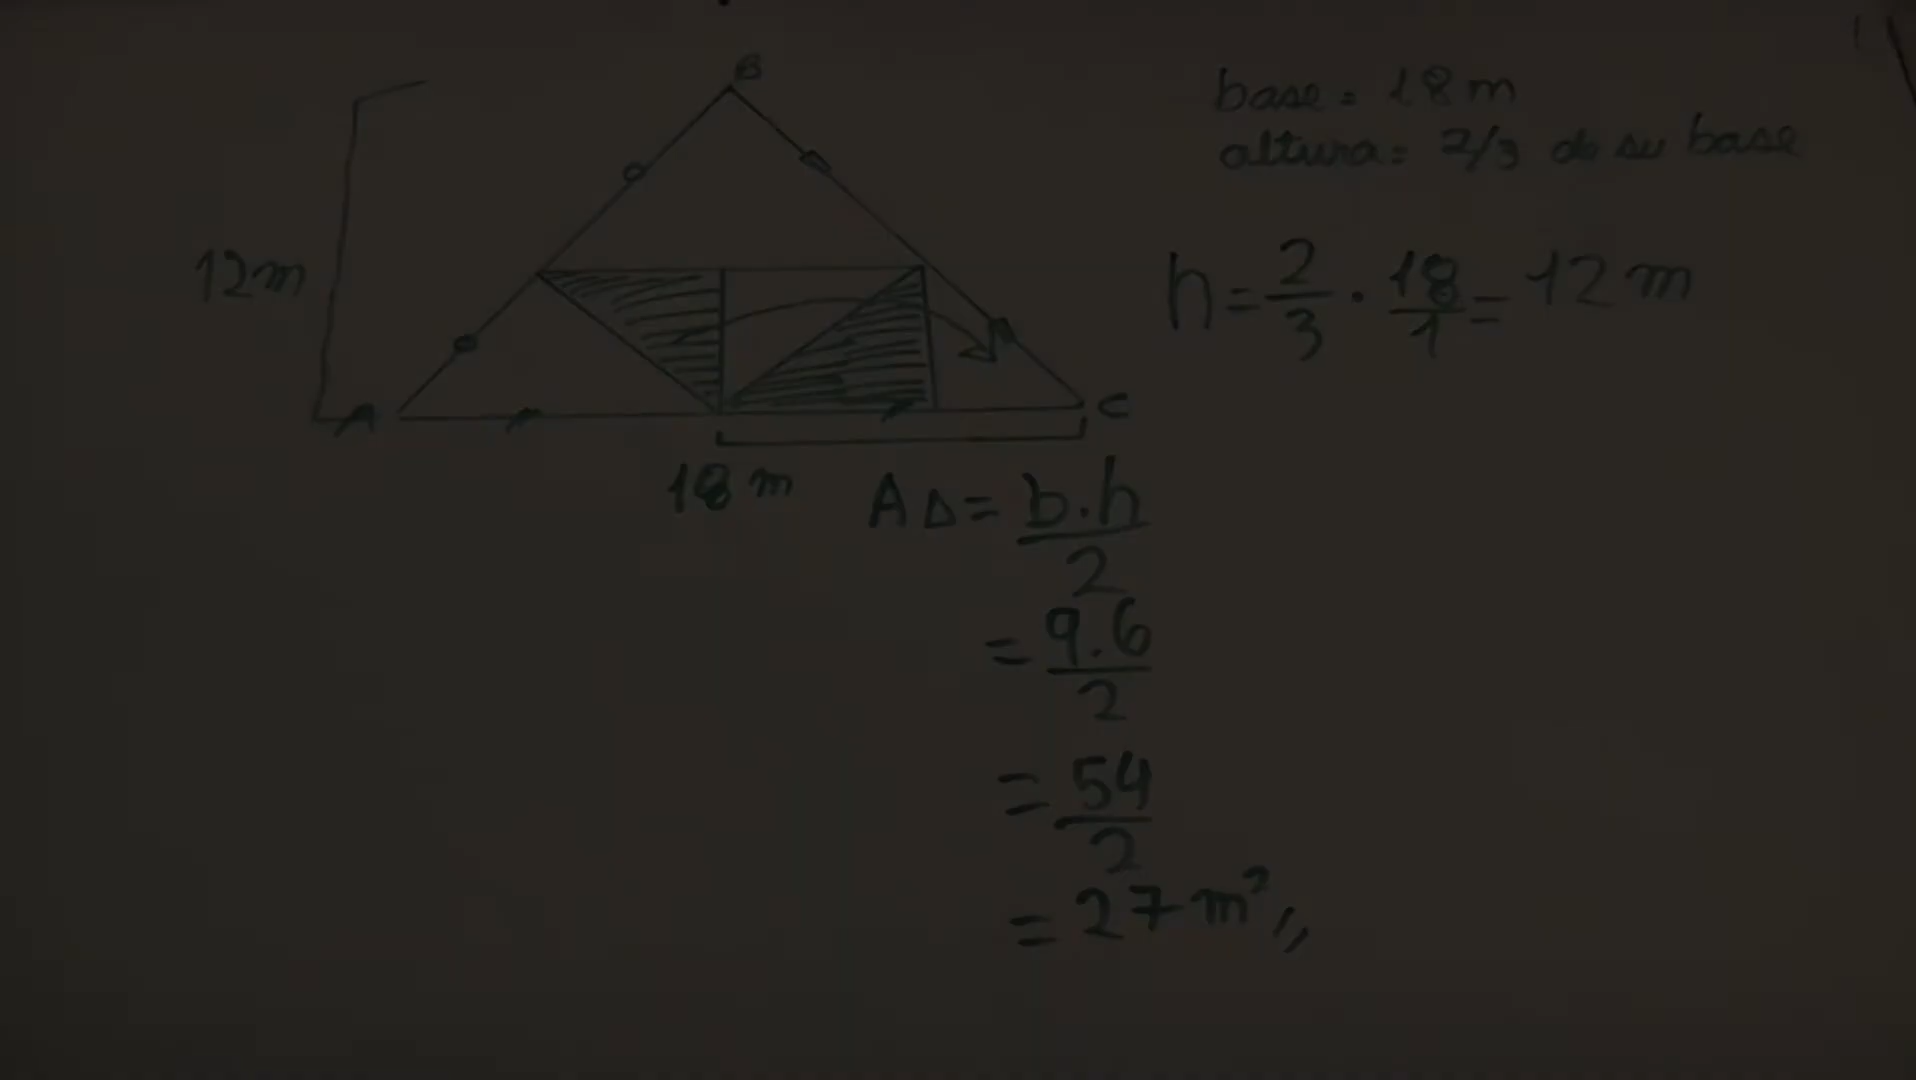 B
base = 18 m
altura = 2/3 de su base
12m
h = 2/3 · 18/1 = 12 m
A
C
18 m
A△ = b.h/2
= 9.6/2
= 54/2
= 27 m²